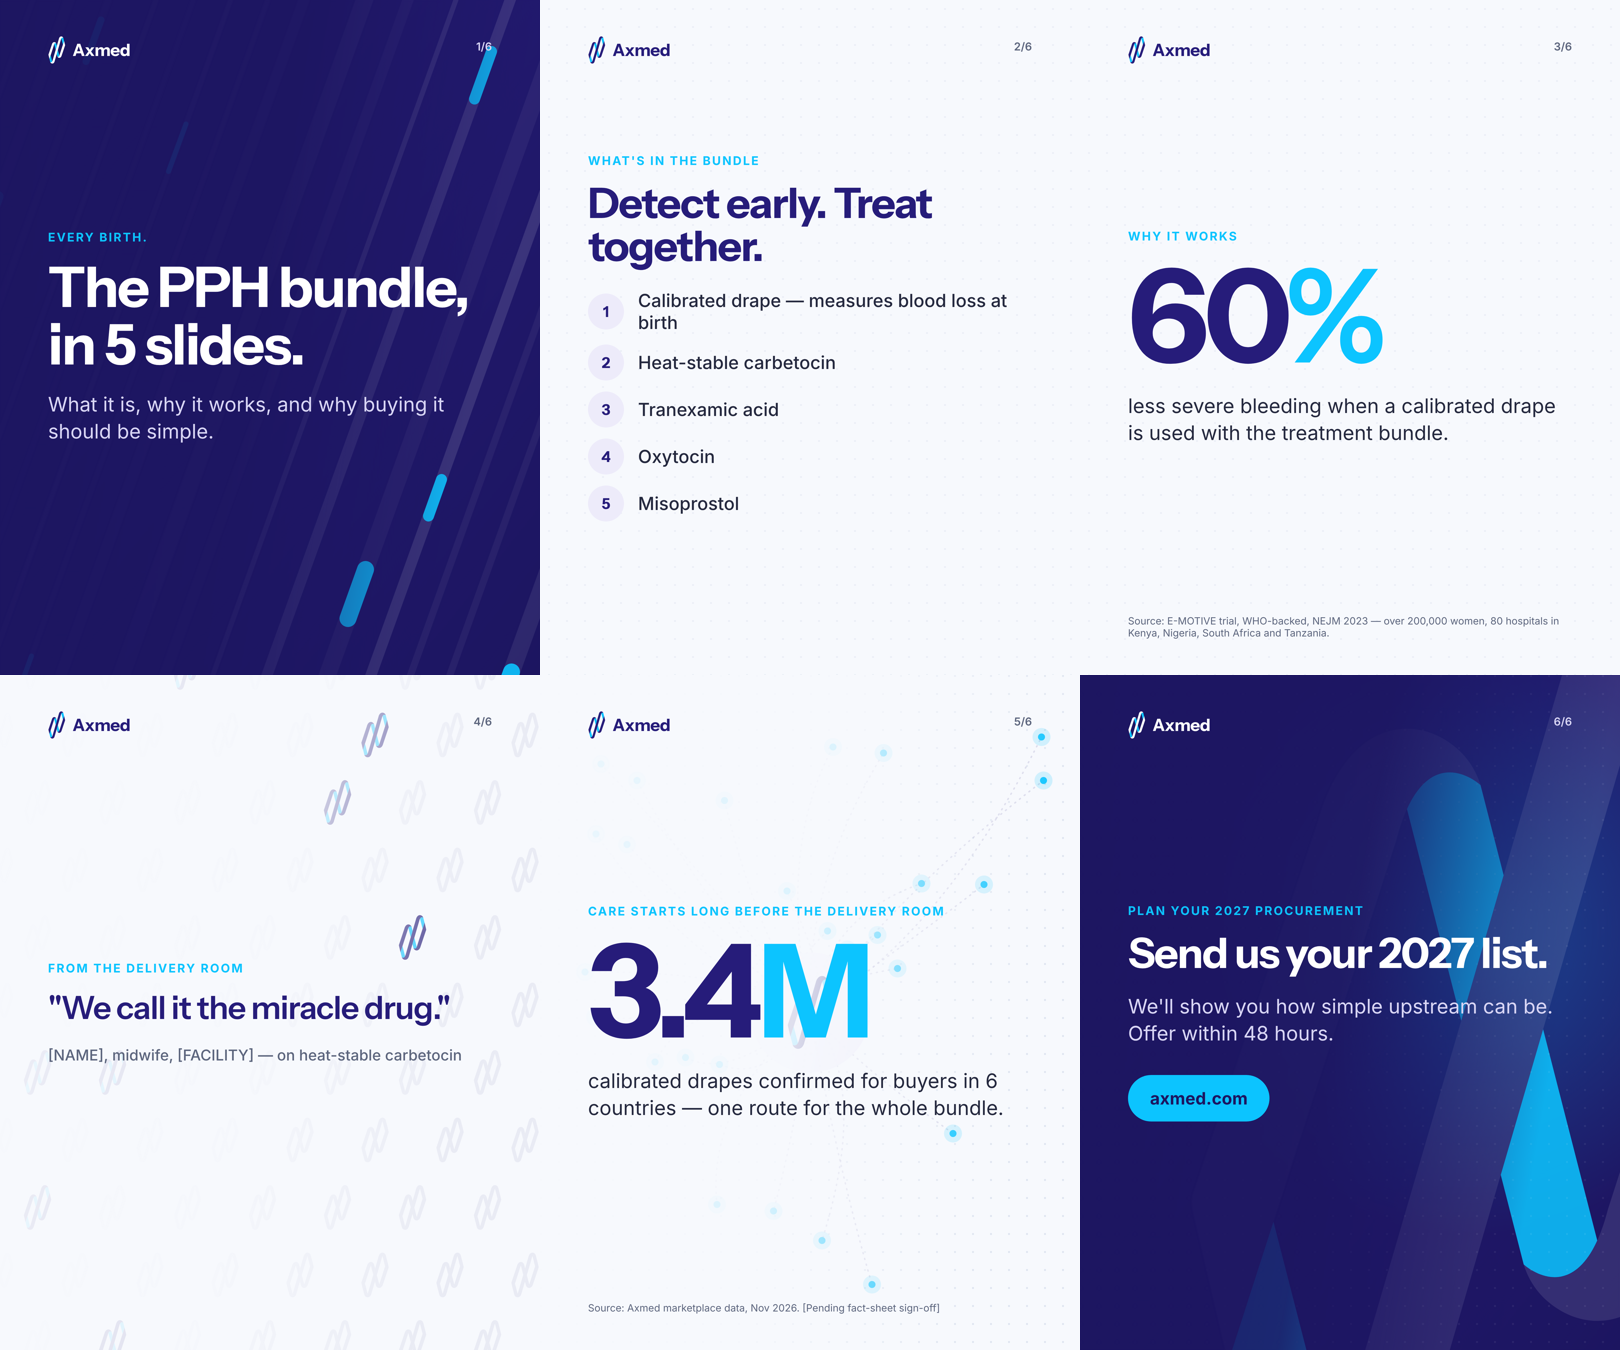 Axmed
1/6
EVERY BIRTH.
The PPH bundle,
in 5 slides.
What it is, why it works, and why buying it
should be simple.
Axmed
2/6
WHAT'S IN THE BUNDLE
Detect early. Treat
together.
1 Calibrated drape — measures blood loss at
birth
2 Heat-stable carbetocin
3 Tranexamic acid
4 Oxytocin
5 Misoprostol
Axmed
3/6
WHY IT WORKS
60%
less severe bleeding when a calibrated drape
is used with the treatment bundle.
Source: E-MOTIVE trial, WHO-backed, NEJM 2023 — over 200,000 women, 80 hospitals in
Kenya, Nigeria, South Africa and Tanzania.
Axmed
4/6
FROM THE DELIVERY ROOM
"We call it the miracle drug."
[NAME], midwife, [FACILITY] — on heat-stable carbetocin
Axmed
5/6
CARE STARTS LONG BEFORE THE DELIVERY ROOM
3.4M
calibrated drapes confirmed for buyers in 6
countries — one route for the whole bundle.
Source: Axmed marketplace data, Nov 2026. [Pending fact-sheet sign-off]
Axmed
6/6
PLAN YOUR 2027 PROCUREMENT
Send us your 2027 list.
We'll show you how simple upstream can be.
Offer within 48 hours.
axmed.com